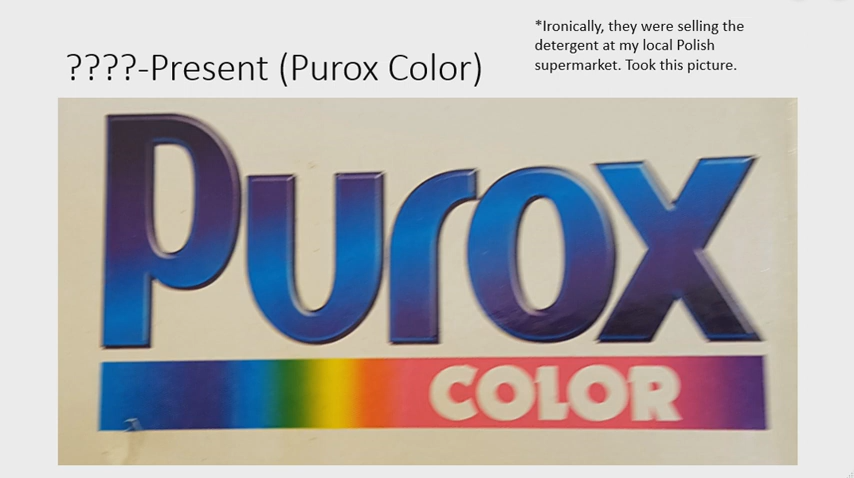 ????-Present (Purox Color)
*Ironically, they were selling the
detergent at my local Polish
supermarket. Took this picture.
Purox
COLOR